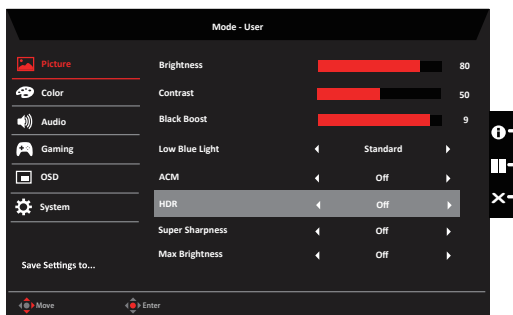 Mode - User
Picture
Color
Audio
Gaming
OSD
System
Save Settings to...
Brightness 80
Contrast 50
Black Boost 9
Low Blue Light Standard
ACM Off
HDR Off
Super Sharpness Off
Max Brightness Off
Move Enter